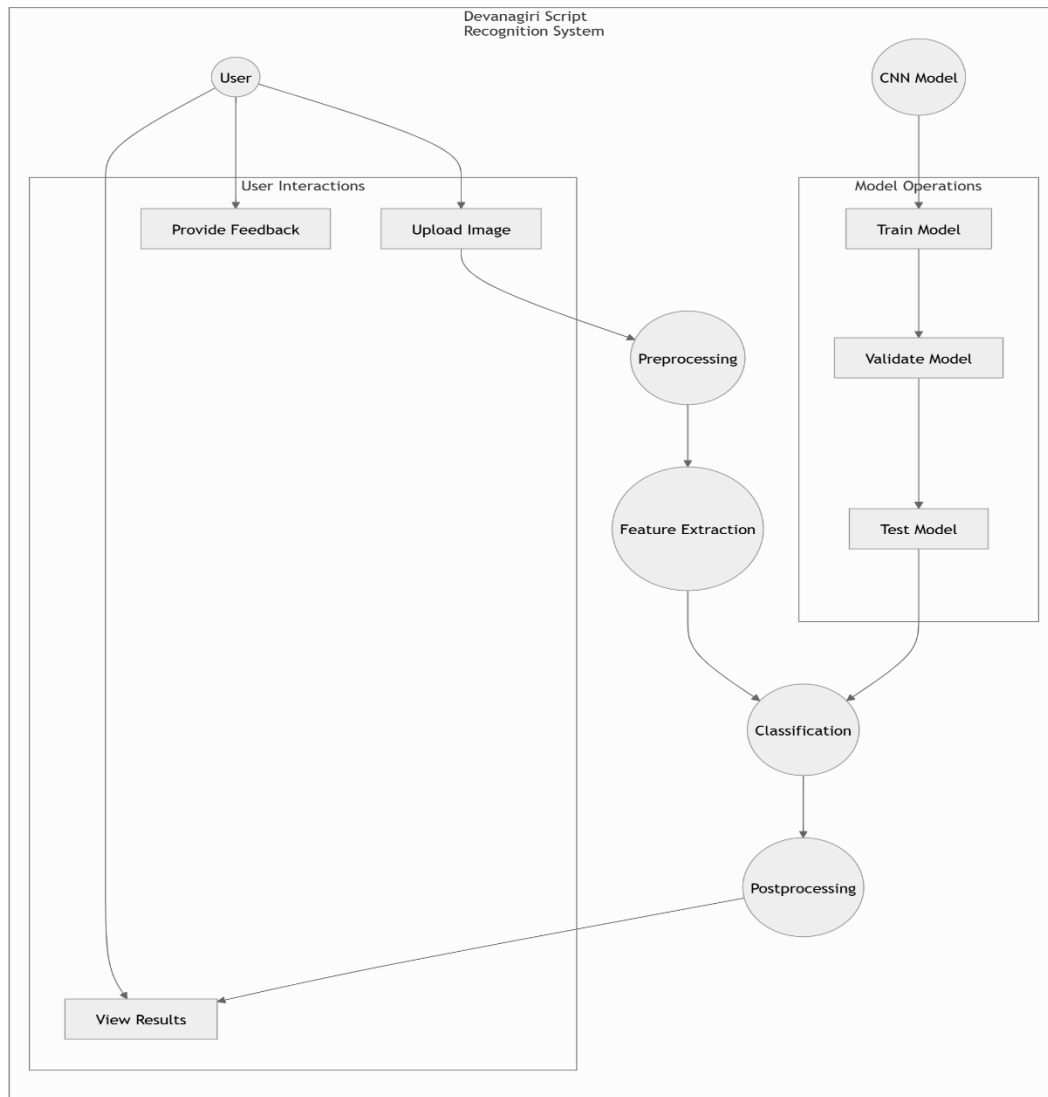 Devanagiri Script
Recognition System
User
CNN Model
User Interactions
Model Operations
Provide Feedback
Upload Image
Train Model
Preprocessing
Validate Model
Feature Extraction
Test Model
Classification
Postprocessing
View Results